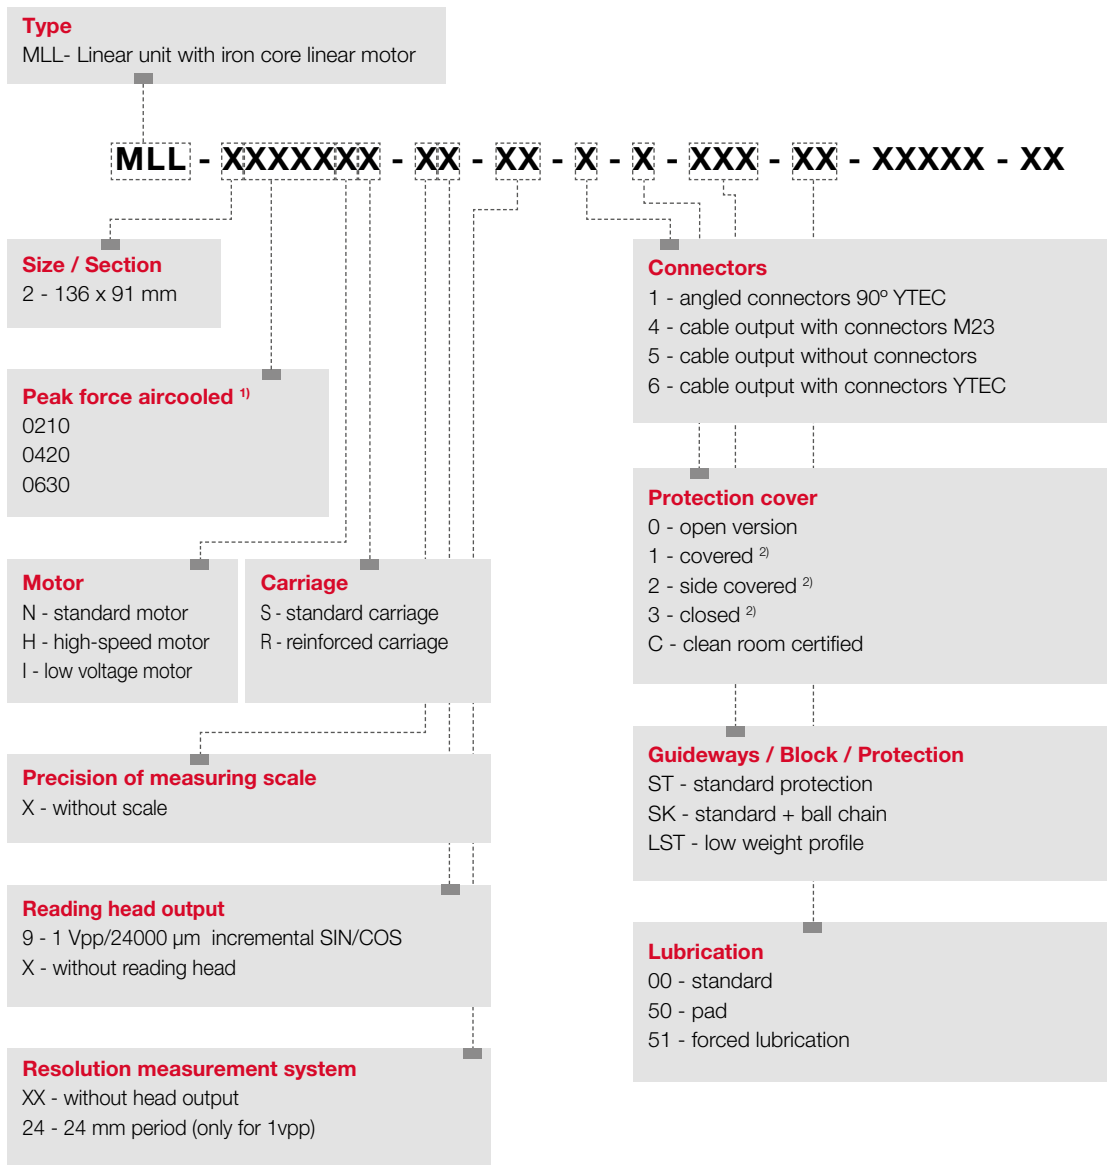 Type
MLL- Linear unit with iron core linear motor
MLL - XXXXXXX - XX - XX - X - X - XXX - XX - XXXXX - XX
Size / Section
2 - 136 x 91 mm
Peak force aircooled 1)
0210
0420
0630
Motor
N - standard motor
H - high-speed motor
I - low voltage motor
Carriage
S - standard carriage
R - reinforced carriage
Precision of measuring scale
X - without scale
Reading head output
9 - 1 Vpp/24000 µm incremental SIN/COS
X - without reading head
Resolution measurement system
XX - without head output
24 - 24 mm period (only for 1vpp)
Connectors
1 - angled connectors 90º YTEC
4 - cable output with connectors M23
5 - cable output without connectors
6 - cable output with connectors YTEC
Protection cover
0 - open version
1 - covered 2)
2 - side covered 2)
3 - closed 2)
C - clean room certified
Guideways / Block / Protection
ST - standard protection
SK - standard + ball chain
LST - low weight profile
Lubrication
00 - standard
50 - pad
51 - forced lubrication